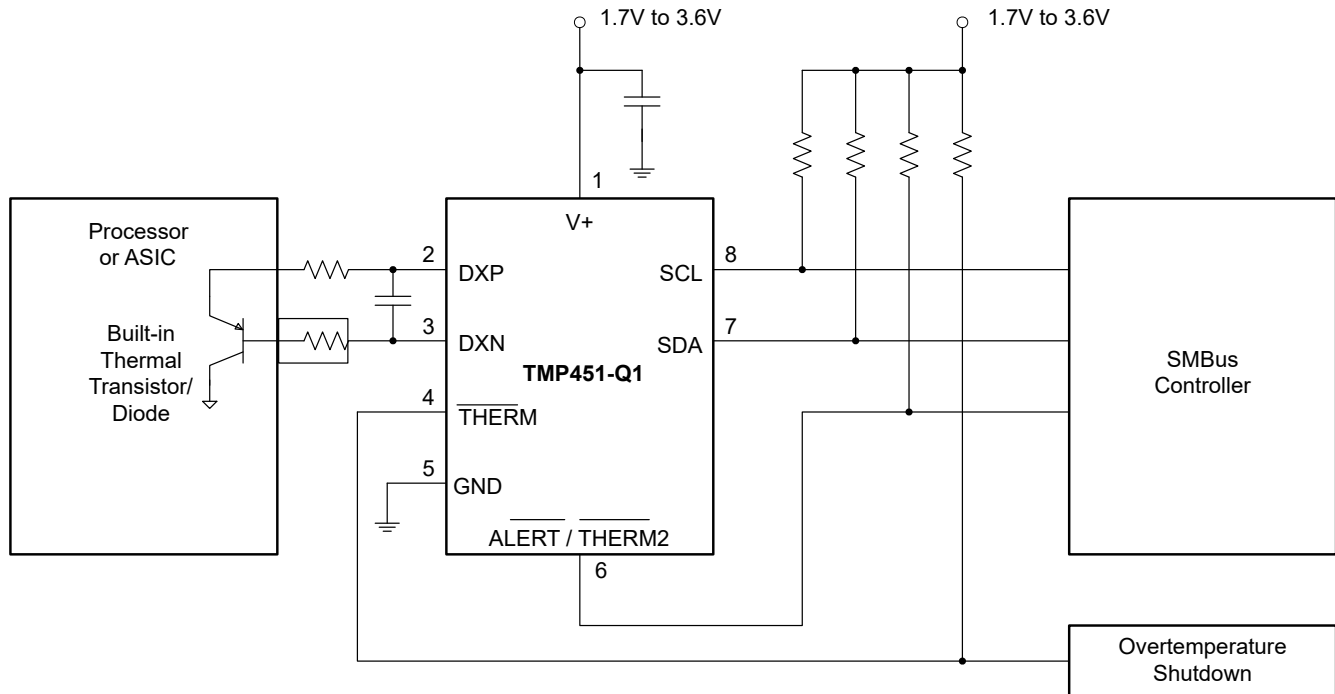 1.7V to 3.6V
1.7V to 3.6V
1
V+
Processor
or ASIC
2
DXP
8
SCL
Built-in
Thermal
Transistor/
Diode
3
DXN
7
SDA
TMP451-Q1
SMBus
Controller
4
THERM
5
GND
ALERT / THERM2
6
Overtemperature
Shutdown